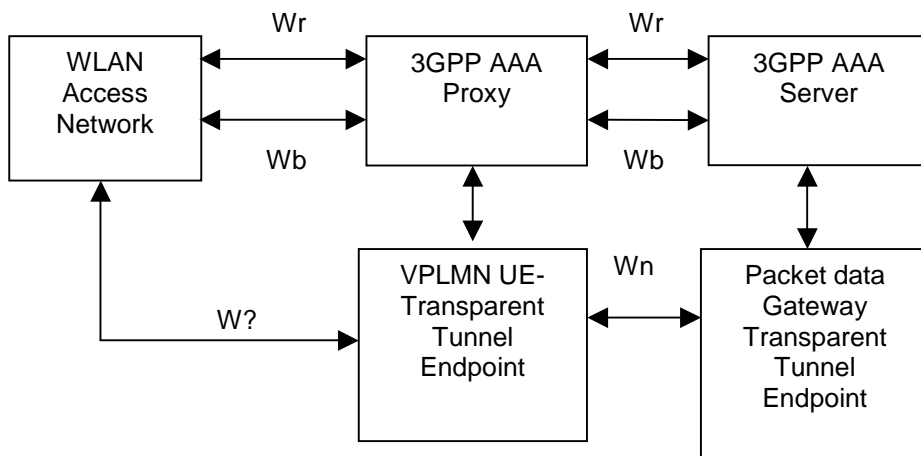 Wr
Wr
WLAN
Access
Network
3GPP AAA
Proxy
3GPP AAA
Server
Wb
Wb
VPLMN UE-
Transparent
Tunnel
Endpoint
Wn
Packet data
Gateway
Transparent
Tunnel
Endpoint
W?